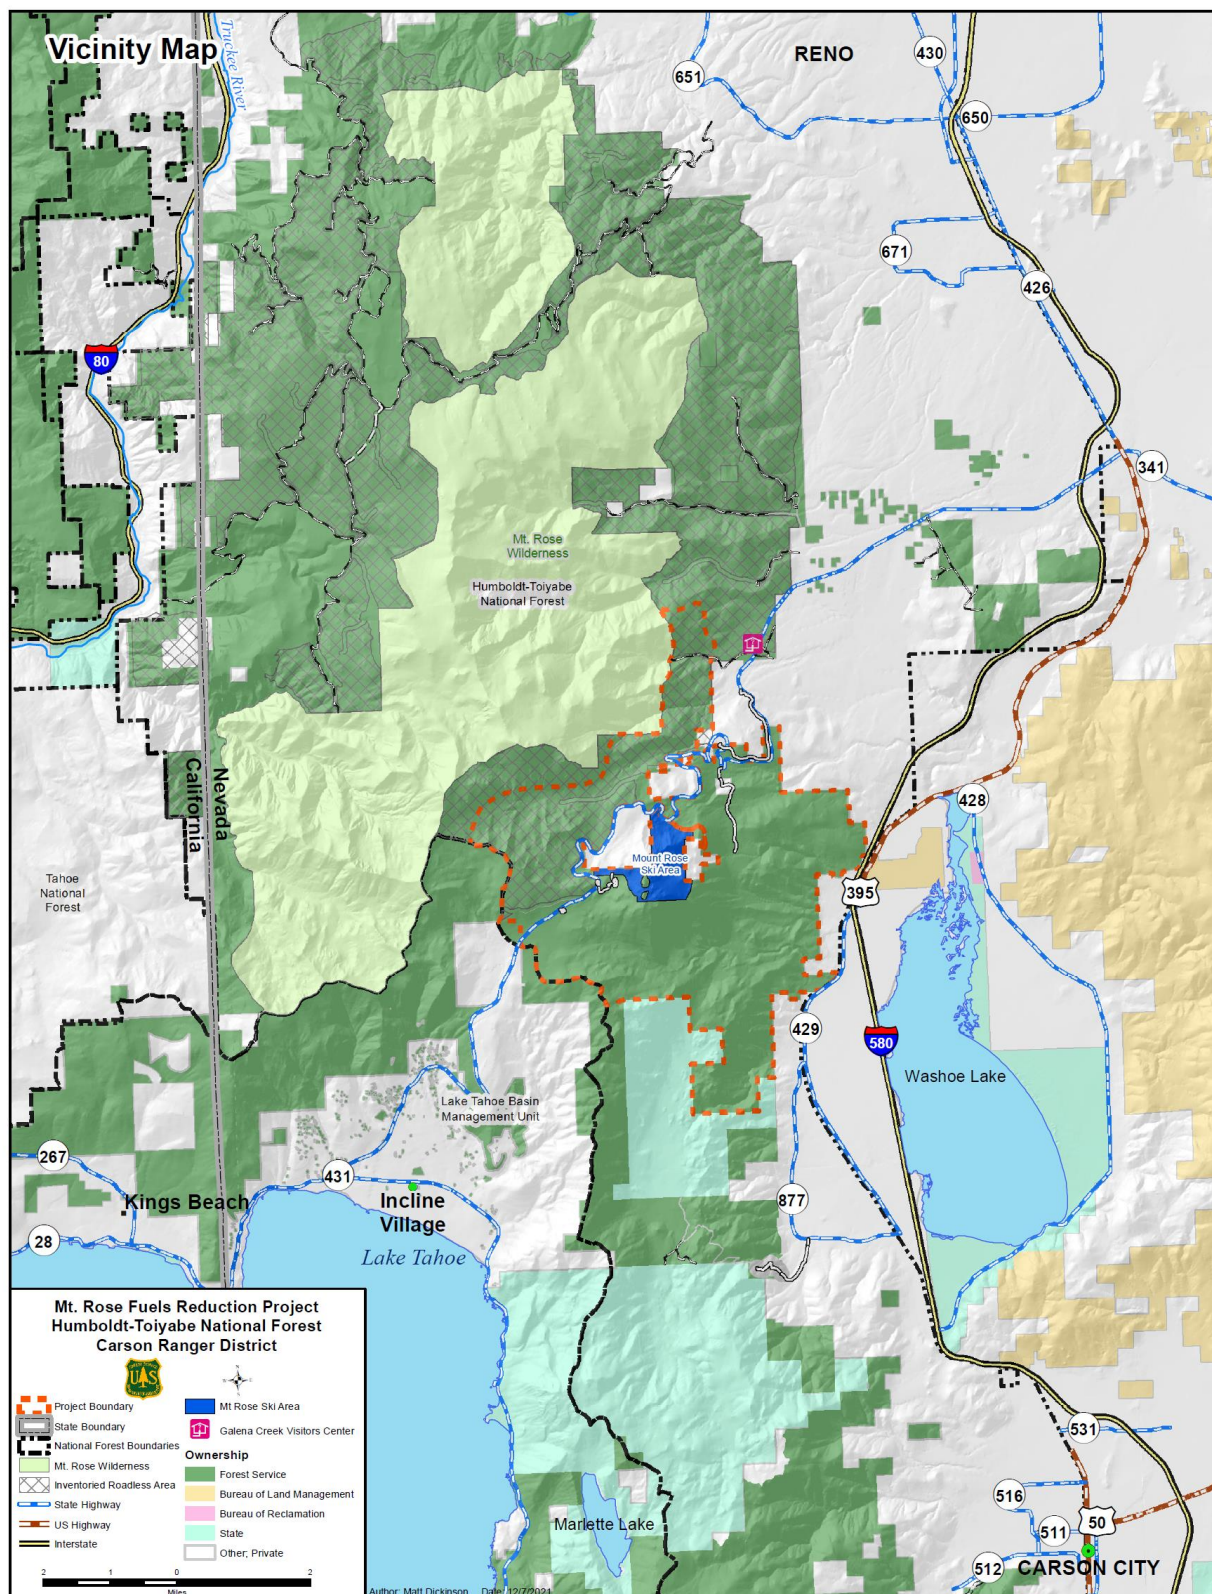 Vicinity Map
Truckee River
RENO
430
651
650
671
426
80
341
Mt. Rose
Wilderness
Humboldt-Toiyabe
National Forest
California
Nevada
428
Mount Rose
Ski Area
Tahoe
National
Forest
395
429
580
Washoe Lake
Lake Tahoe Basin
Management Unit
267
431
Kings Beach
Incline
Village
877
28
Lake Tahoe
Mt. Rose Fuels Reduction Project
Humboldt-Toiyabe National Forest
Carson Ranger District
U S
Project Boundary
State Boundary
National Forest Boundaries
Mt. Rose Wilderness
Inventoried Roadless Area
State Highway
US Highway
Interstate
Mt Rose Ski Area
Galena Creek Visitors Center
Ownership
Forest Service
Bureau of Land Management
Bureau of Reclamation
State
Other; Private
2 1 0 2
Miles
Author: Matt Dickinson Date: 12/7/2021
Marlette Lake
531
516
50
511
512
CARSON CITY